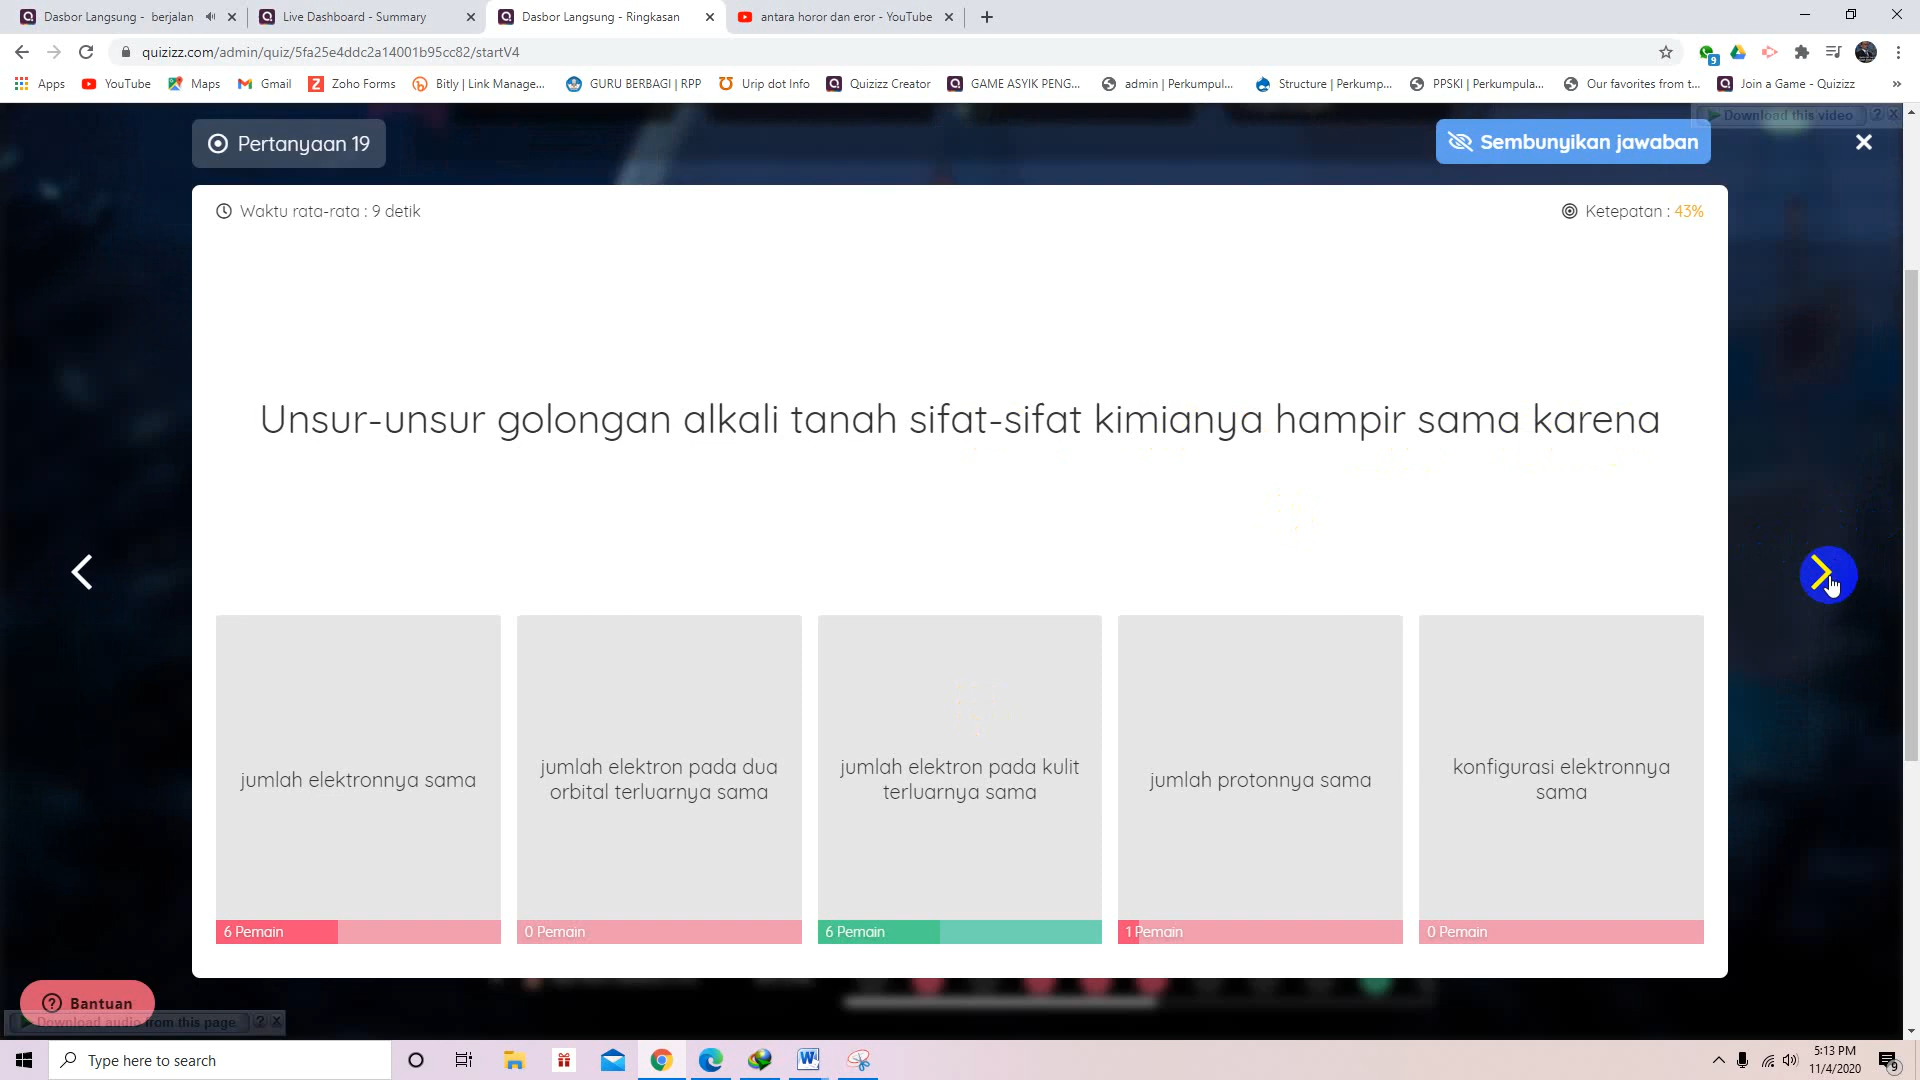 Dasbor Langsung - berjalan
Live Dashboard - Summary
Dasbor Langsung - Ringkasan
antara horor dan eror - YouTube
quizizz.com/admin/quiz/5fa25e4ddc2a14001b95cc82/startV4
9
Apps
YouTube
Maps
Gmail
Zoho Forms
Bitly | Link Manage...
GURU BERBAGI | RPP
Urip dot Info
Quizizz Creator
GAME ASYIK PENG...
admin | Perkumpul...
Structure | Perkump...
PPSKI | Perkumpula...
Our favorites from t...
Join a Game - Quizizz
Download this video
Pertanyaan 19
Sembunyikan jawaban
Waktu rata-rata : 9 detik
Ketepatan : 43%
Unsur-unsur golongan alkali tanah sifat-sifat kimianya hampir sama karena
jumlah elektronnya sama
jumlah elektron pada dua
orbital terluarnya sama
jumlah elektron pada kulit
terluarnya sama
jumlah protonnya sama
konfigurasi elektronnya
sama
6 Pemain
0 Pemain
6 Pemain
1 Pemain
0 Pemain
Bantuan
Download audio from this page
Type here to search
5:13 PM
11/4/2020
9